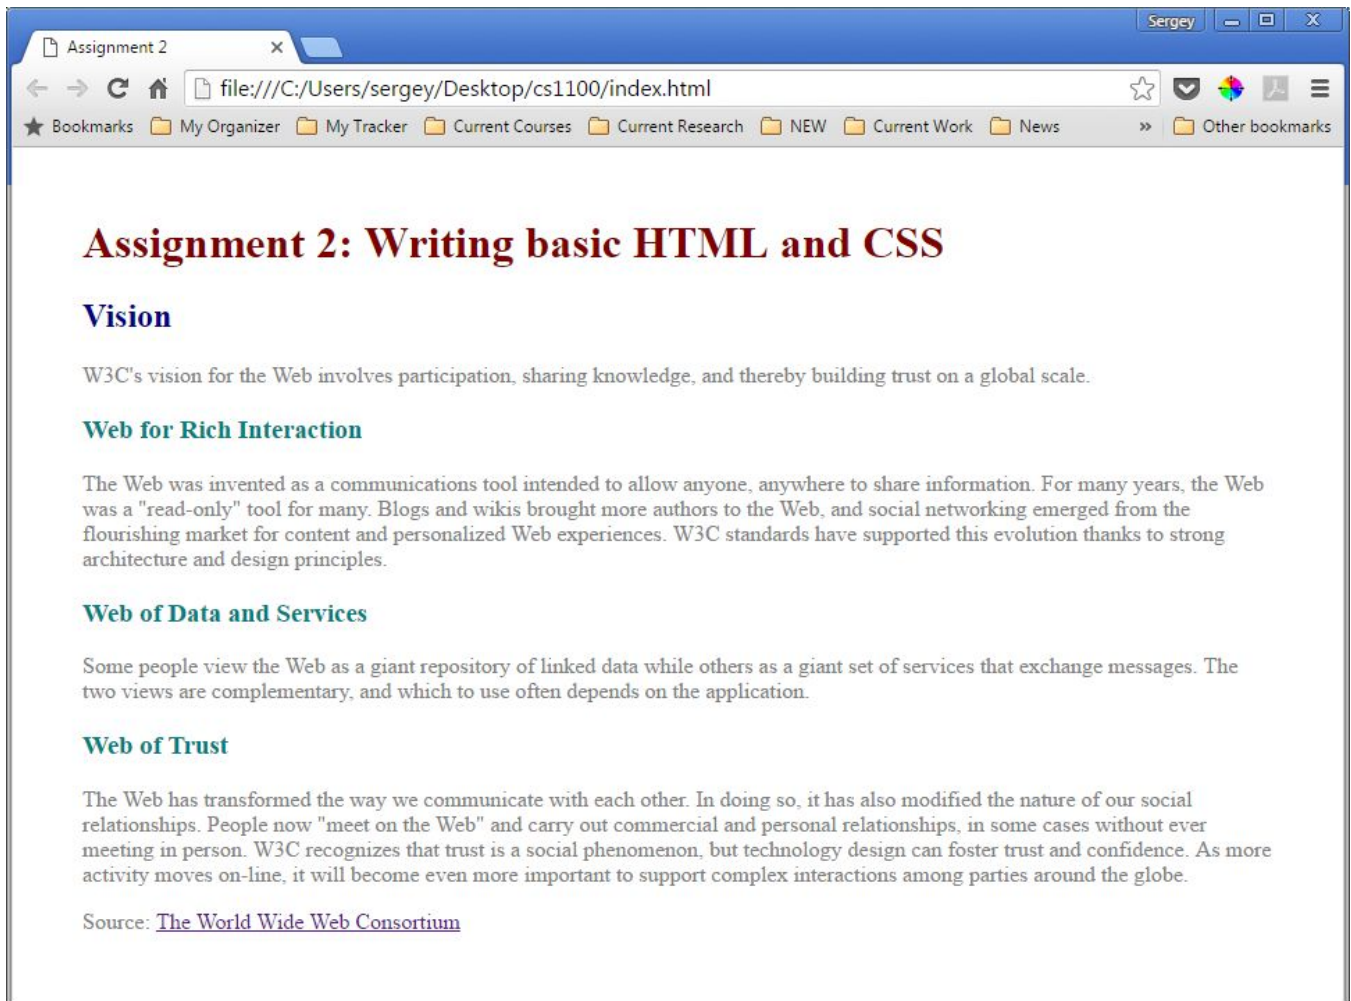 Sergey
Assignment 2
file:///C:/Users/sergey/Desktop/cs1100/index.html
Bookmarks My Organizer My Tracker Current Courses Current Research NEW Current Work News » Other bookmarks
Assignment 2: Writing basic HTML and CSS
Vision
W3C's vision for the Web involves participation, sharing knowledge, and thereby building trust on a global scale.
Web for Rich Interaction
The Web was invented as a communications tool intended to allow anyone, anywhere to share information. For many years, the Web
was a "read-only" tool for many. Blogs and wikis brought more authors to the Web, and social networking emerged from the
flourishing market for content and personalized Web experiences. W3C standards have supported this evolution thanks to strong
architecture and design principles.
Web of Data and Services
Some people view the Web as a giant repository of linked data while others as a giant set of services that exchange messages. The
two views are complementary, and which to use often depends on the application.
Web of Trust
The Web has transformed the way we communicate with each other. In doing so, it has also modified the nature of our social
relationships. People now "meet on the Web" and carry out commercial and personal relationships, in some cases without ever
meeting in person. W3C recognizes that trust is a social phenomenon, but technology design can foster trust and confidence. As more
activity moves on-line, it will become even more important to support complex interactions among parties around the globe.
Source: The World Wide Web Consortium